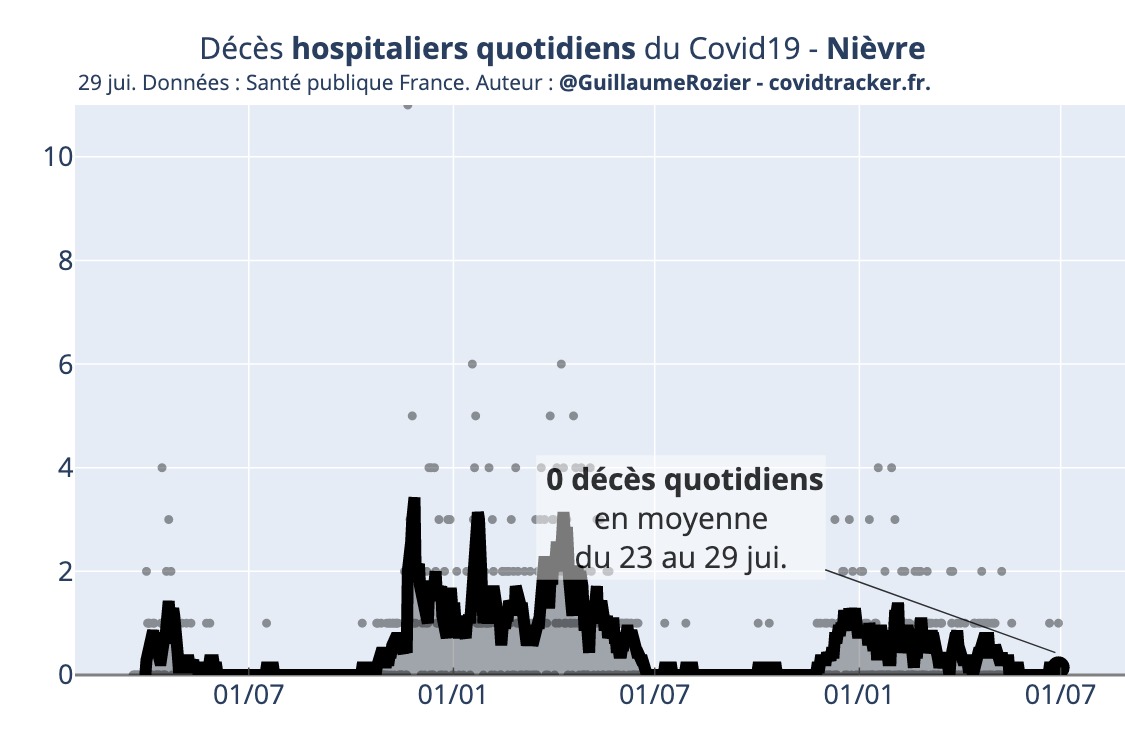 Décès hospitaliers quotidiens du Covid19 - Nièvre
29 jui. Données : Santé publique France. Auteur : @GuillaumeRozier - covidtracker.fr.
10
8
6
4
2
0
0 décès quotidiens
en moyenne
du 23 au 29 jui.
01/07 01/01 01/07 01/01 01/07